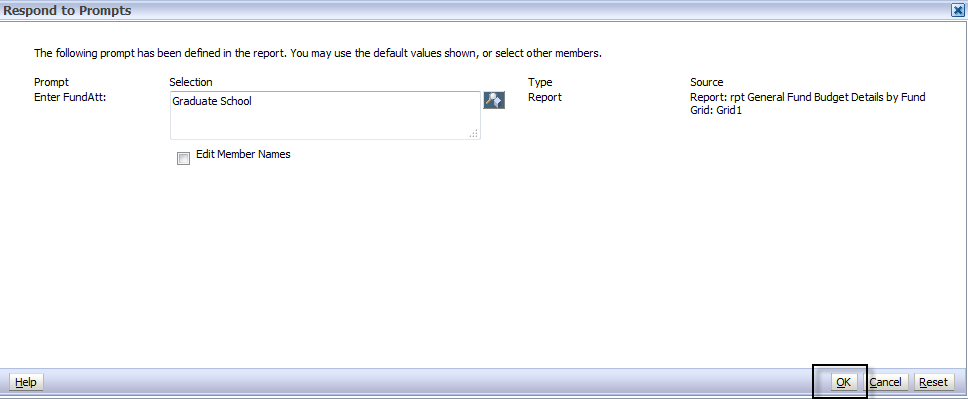 Respond to Prompts
The following prompt has been defined in the report. You may use the default values shown, or select other members.
Prompt Selection Type Source
Enter FundAtt: Graduate School Report Report: rpt General Fund Budget Details by Fund
Grid: Grid1
Edit Member Names
Help OK Cancel Reset